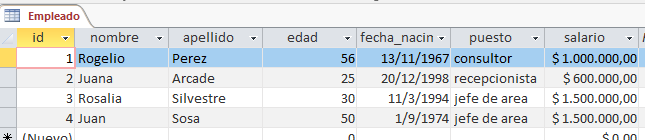 Empleado
id nombre apellido edad fecha_nacin puesto salario
1 Rogelio Perez 56 13/11/1967 consultor $ 1.000.000,00
2 Juana Arcade 25 20/12/1998 recepcionista $ 600.000,00
3 Rosalia Silvestre 30 11/3/1994 jefe de area $ 1.500.000,00
4 Juan Sosa 50 1/9/1974 jefe de area $ 1.500.000,00
(Nuevo) 0 $ 0,00